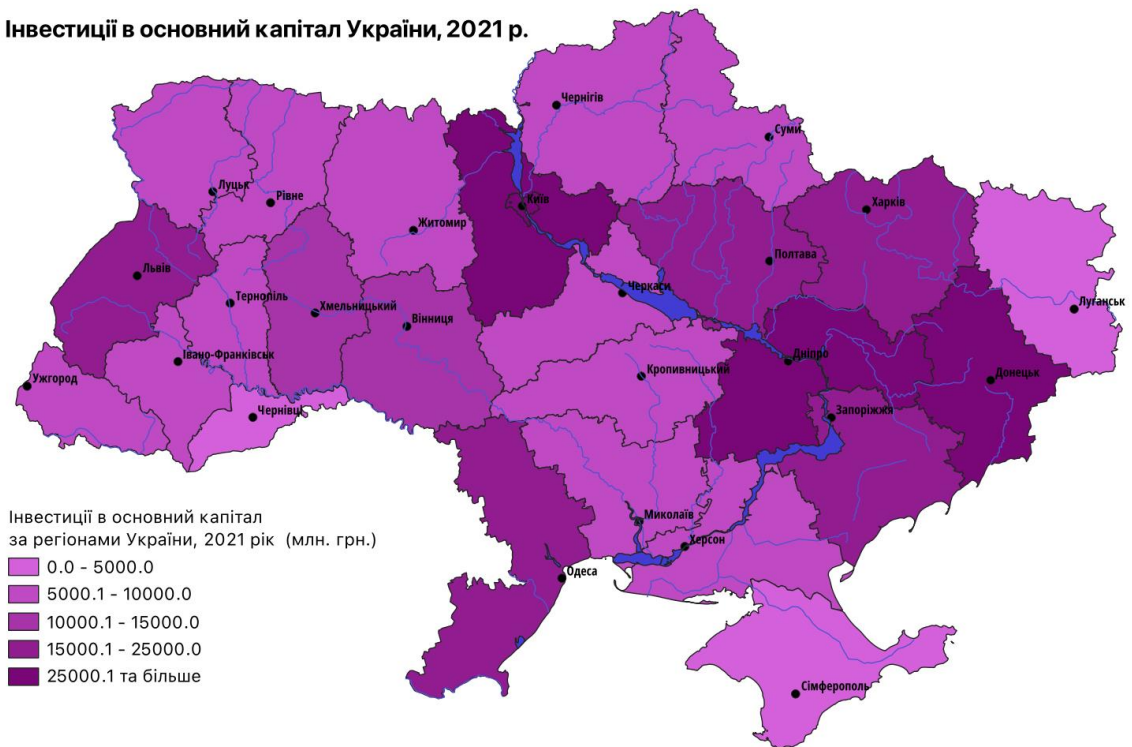 Інвестиції в основний капітал України, 2021 р.
Чернігів
Суми
Луцьк
Рівне
Київ
Харків
Житомир
Львів
Полтава
Тернопіль
Хмельницький
Черкаси
Луганськ
Вінниця
Івано-Франківськ
Дніпро
Ужгород
Кропивницький
Донецьк
Чернівці
Запоріжжя
Миколаїв
Херсон
Одеса
Сімферополь
Інвестиції в основний капітал
за регіонами України, 2021 рік (млн. грн.)
0.0 - 5000.0
5000.1 - 10000.0
10000.1 - 15000.0
15000.1 - 25000.0
25000.1 та більше